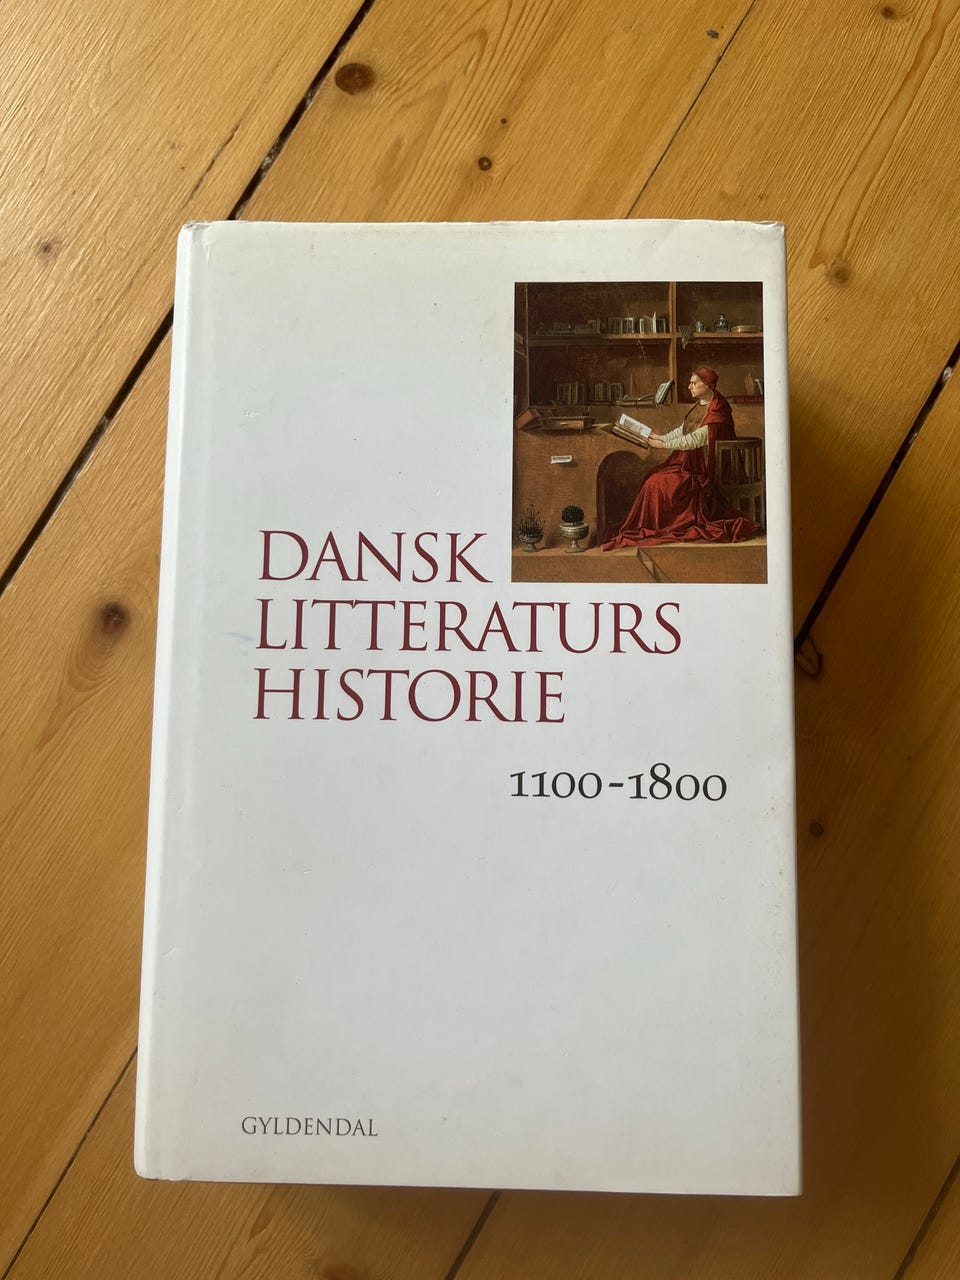 DANSK
LITTERATURS
HISTORIE
1100-1800
GYLDENDAL